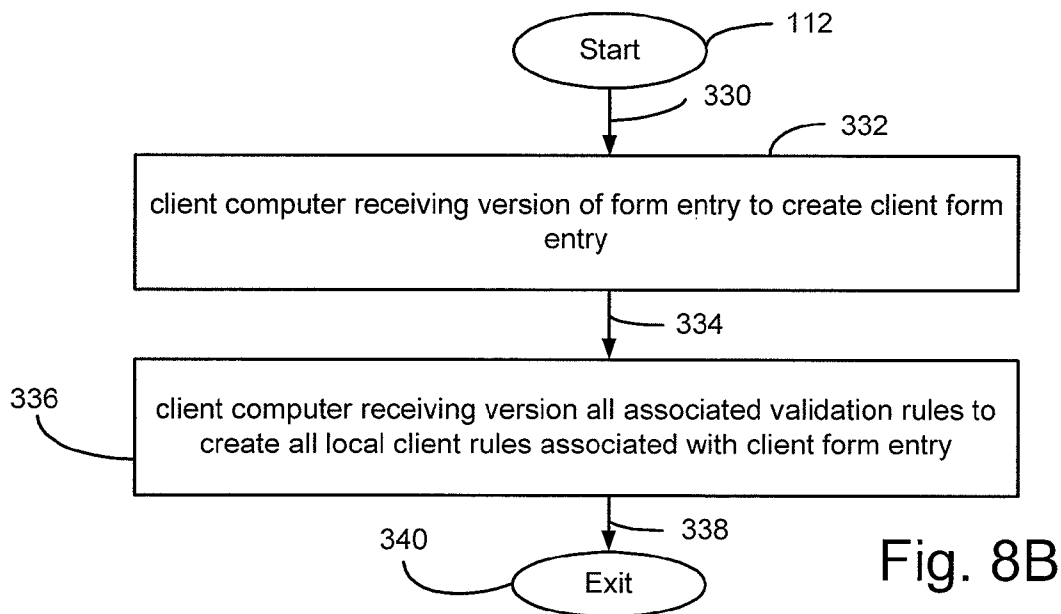 Start
112
330
332
client computer receiving version of form entry to create client form
entry
334
336
client computer receiving version all associated validation rules to
create all local client rules associated with client form entry
338
340
Exit
Fig. 8B